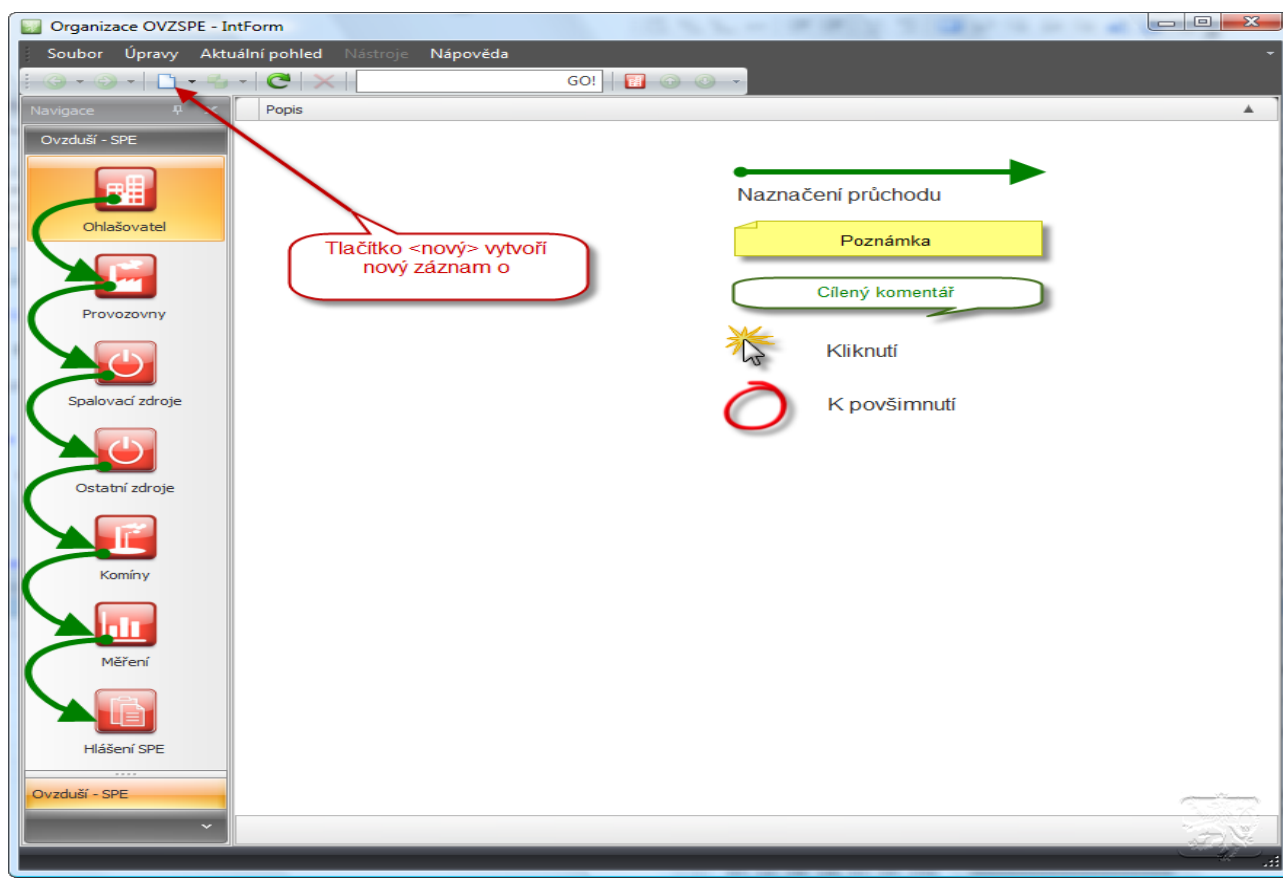 Organizace OVZSPE - IntForm
Soubor Úpravy Aktuální pohled Nástroje Nápověda
GO!
Navigace
Popis
Ovzduší - SPE
Ohlašovatel
Provozovny
Spalovací zdroje
Ostatní zdroje
Komíny
Měření
Hlášení SPE
Ovzduší - SPE
Tlačítko <nový> vytvoří
nový záznam o
Naznačení průchodu
Poznámka
Cílený komentář
Kliknutí
K povšimnutí